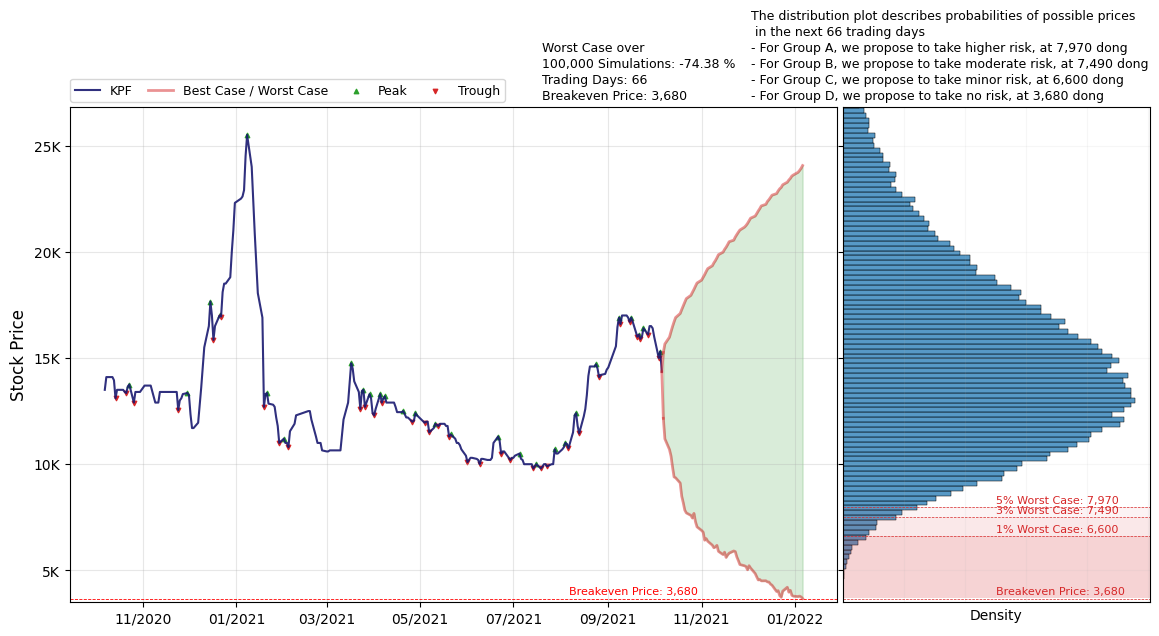 The distribution plot describes probabilities of possible prices
in the next 66 trading days
- For Group A, we propose to take higher risk, at 7,970 dong
- For Group B, we propose to take moderate risk, at 7,490 dong
- For Group C, we propose to take minor risk, at 6,600 dong
- For Group D, we propose to take no risk, at 3,680 dong
Worst Case over
100,000 Simulations: -74.38 %
Trading Days: 66
Breakeven Price: 3,680
KPF
Best Case / Worst Case
Peak
Trough
Stock Price
25K
20K
15K
10K
5K
Breakeven Price: 3,680
11/2020
01/2021
03/2021
05/2021
07/2021
09/2021
11/2021
01/2022
5% Worst Case: 7,970
3% Worst Case: 7,490
1% Worst Case: 6,600
Breakeven Price: 3,680
Density